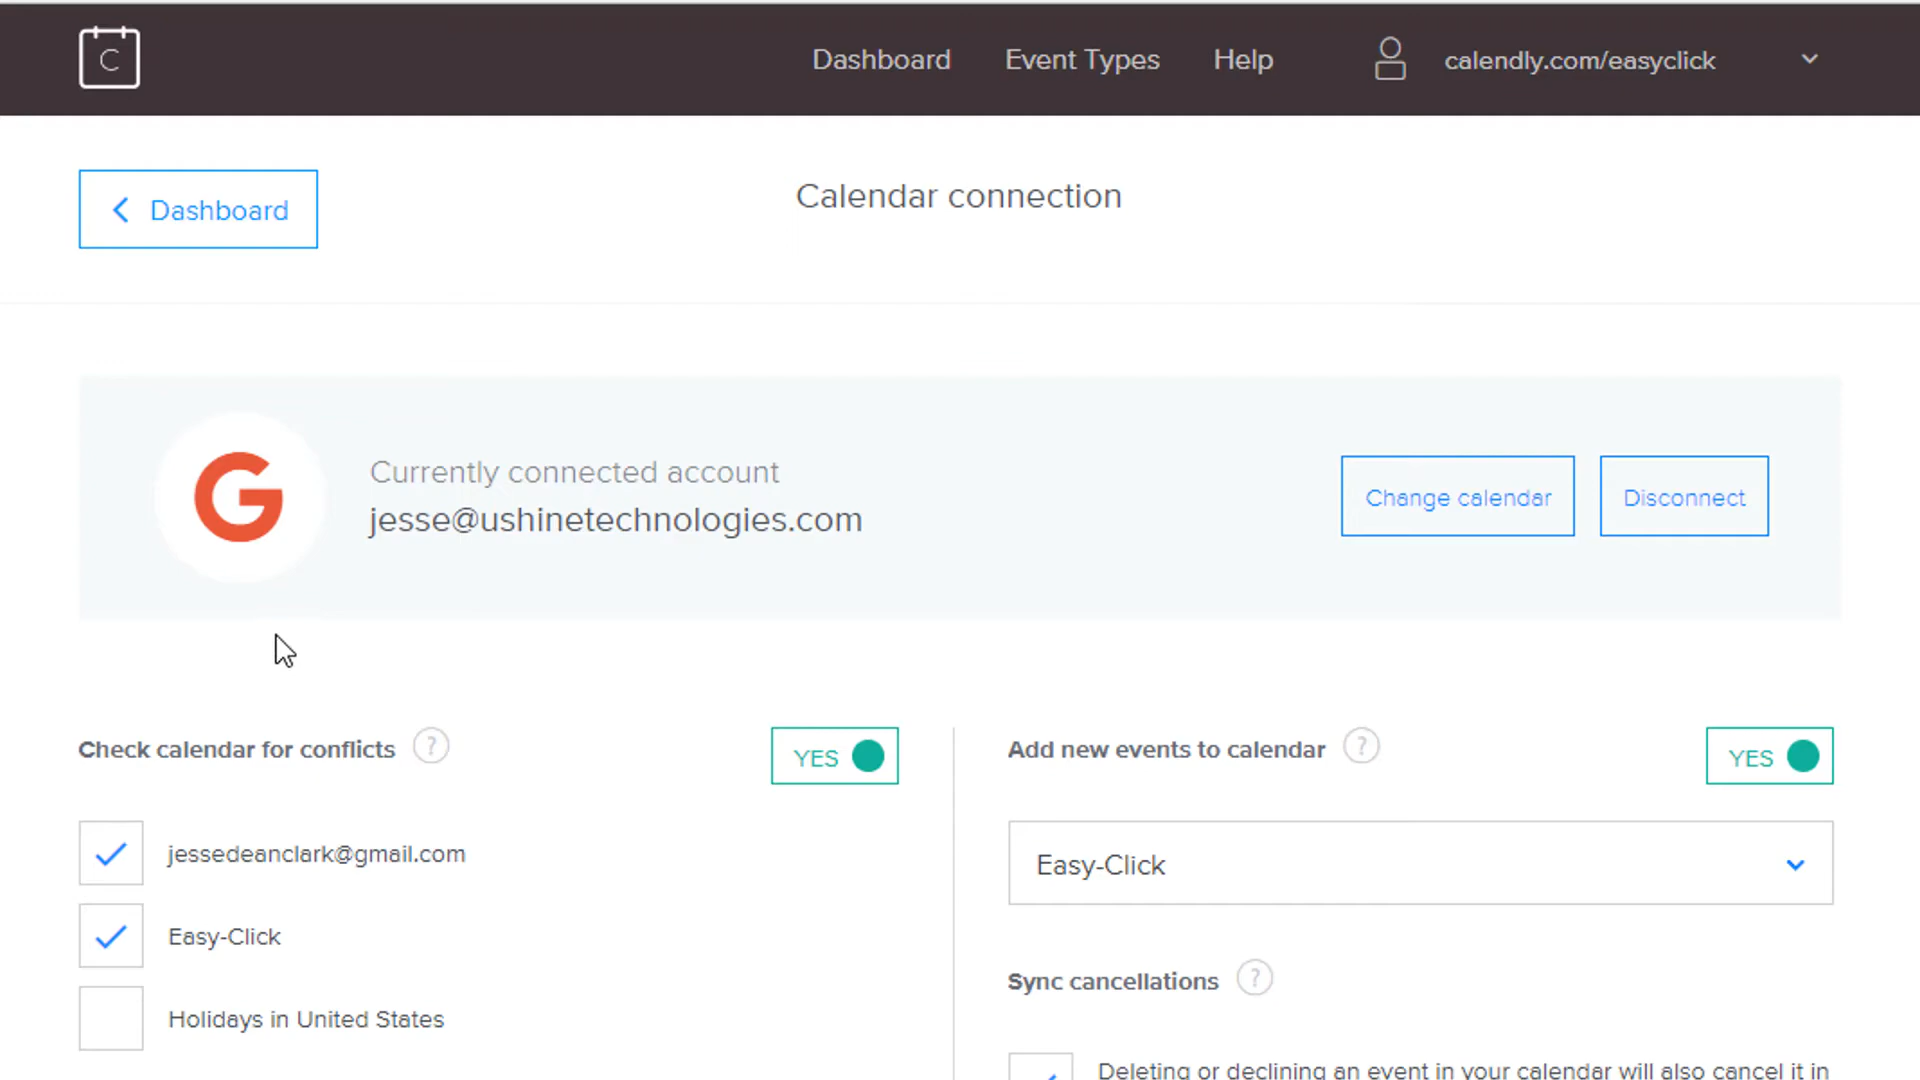 C
Dashboard Event Types Help calendly.com/easyclick
Dashboard
Calendar connection
G
Currently connected account
jesse@ushinetechnologies.com
Change calendar Disconnect
Check calendar for conflicts ? YES
jessedeanclark@gmail.com
Easy-Click
Holidays in United States
Add new events to calendar ? YES
Easy-Click
Sync cancellations ?
Deleting or declining an event in your calendar will also cancel it in